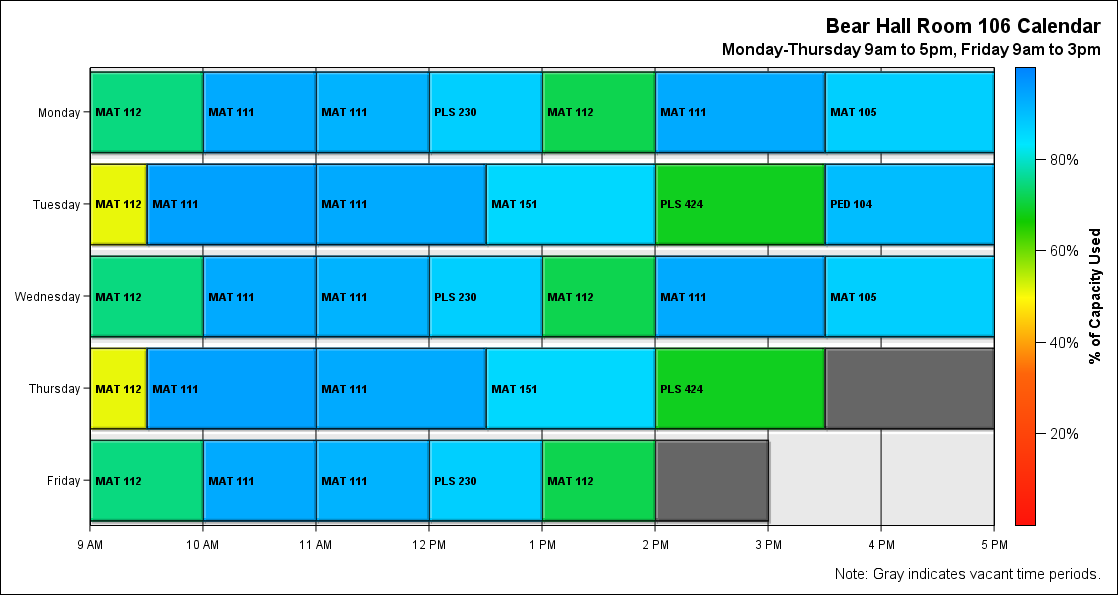 Bear Hall Room 106 Calendar
Monday-Thursday 9am to 5pm, Friday 9am to 3pm
Monday MAT 112 MAT 111 MAT 111 PLS 230 MAT 112 MAT 111 MAT 105
Tuesday MAT 112 MAT 111 MAT 111 MAT 151 PLS 424 PED 104
Wednesday MAT 112 MAT 111 MAT 111 PLS 230 MAT 112 MAT 111 MAT 105
Thursday MAT 112 MAT 111 MAT 111 MAT 151 PLS 424
Friday MAT 112 MAT 111 MAT 111 PLS 230 MAT 112
9 AM 10 AM 11 AM 12 PM 1 PM 2 PM 3 PM 4 PM 5 PM
80%
60%
40%
20%
% of Capacity Used
Note: Gray indicates vacant time periods.